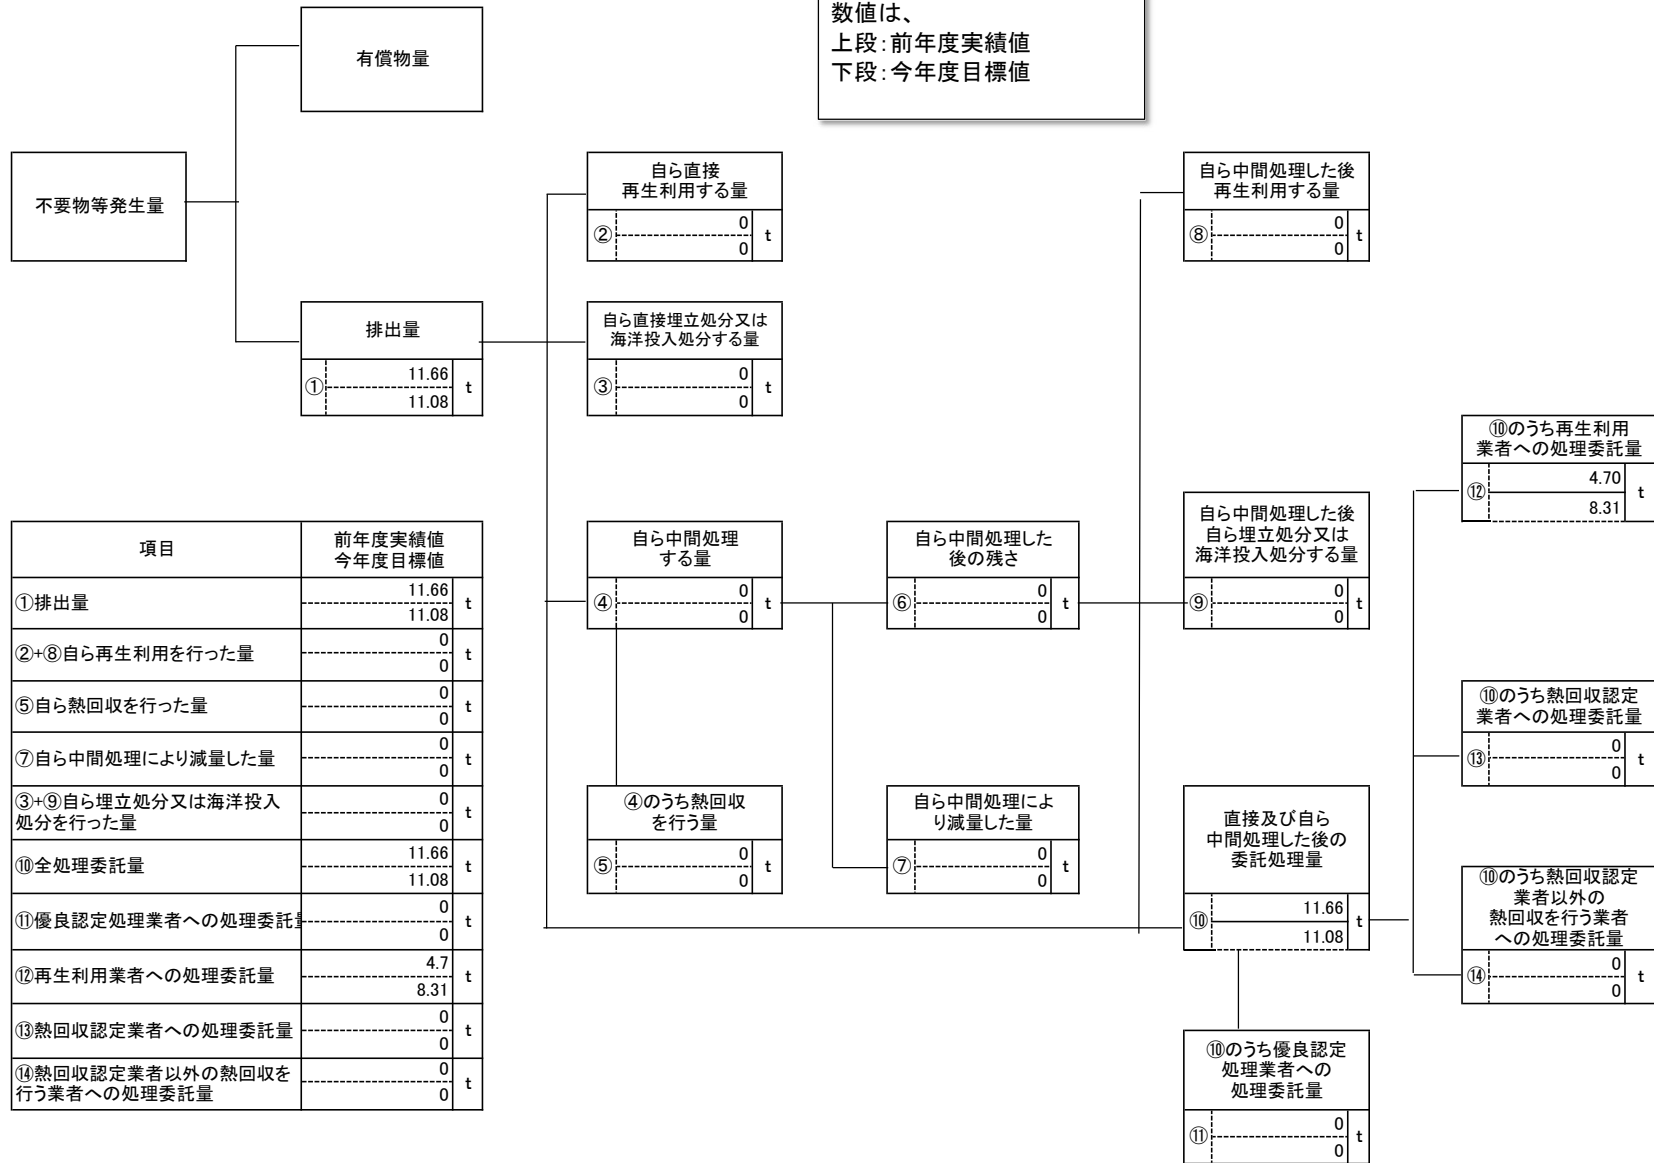 数値は、
上段:前年度実績値
下段:今年度目標値
有償物量
不要物等発生量
自ら直接
再生利用する量
② 0 t
0
自ら中間処理した後
再生利用する量
⑧ 0 t
0
排出量
① 11.66 t
11.08
自ら直接埋立処分又は
海洋投入処分する量
③ 0 t
0
⑩のうち再生利用
業者への処理委託量
⑫ 4.70 t
8.31
自ら中間処理
する量
④ 0 t
0
自ら中間処理した
後の残さ
⑥ 0 t
0
自ら中間処理した後
自ら埋立処分又は
海洋投入処分する量
⑨ 0 t
0
⑩のうち熱回収認定
業者への処理委託量
⑬ 0 t
0
④のうち熱回収
を行う量
⑤ 0 t
0
自ら中間処理によ
り減量した量
⑦ 0 t
0
直接及び自ら
中間処理した後の
委託処理量
⑩ 11.66 t
11.08
⑩のうち熱回収認定
業者以外の
熱回収を行う業者
への処理委託量
⑭ 0 t
0
⑩のうち優良認定
処理業者への
処理委託量
⑪ 0 t
0
項目 前年度実績値
今年度目標値
①排出量 11.66 t
11.08
②+⑧自ら再生利用を行った量 0 t
0
⑤自ら熱回収を行った量 0 t
0
⑦自ら中間処理により減量した量 0 t
0
③+⑨自ら埋立処分又は海洋投入
処分を行った量 0 t
0
⑩全処理委託量 11.66 t
11.08
⑪優良認定処理業者への処理委託 0 t
0
⑫再生利用業者への処理委託量 4.7 t
8.31
⑬熱回収認定業者への処理委託量 0 t
0
⑭熱回収認定業者以外の熱回収を
行う業者への処理委託量 0 t
0